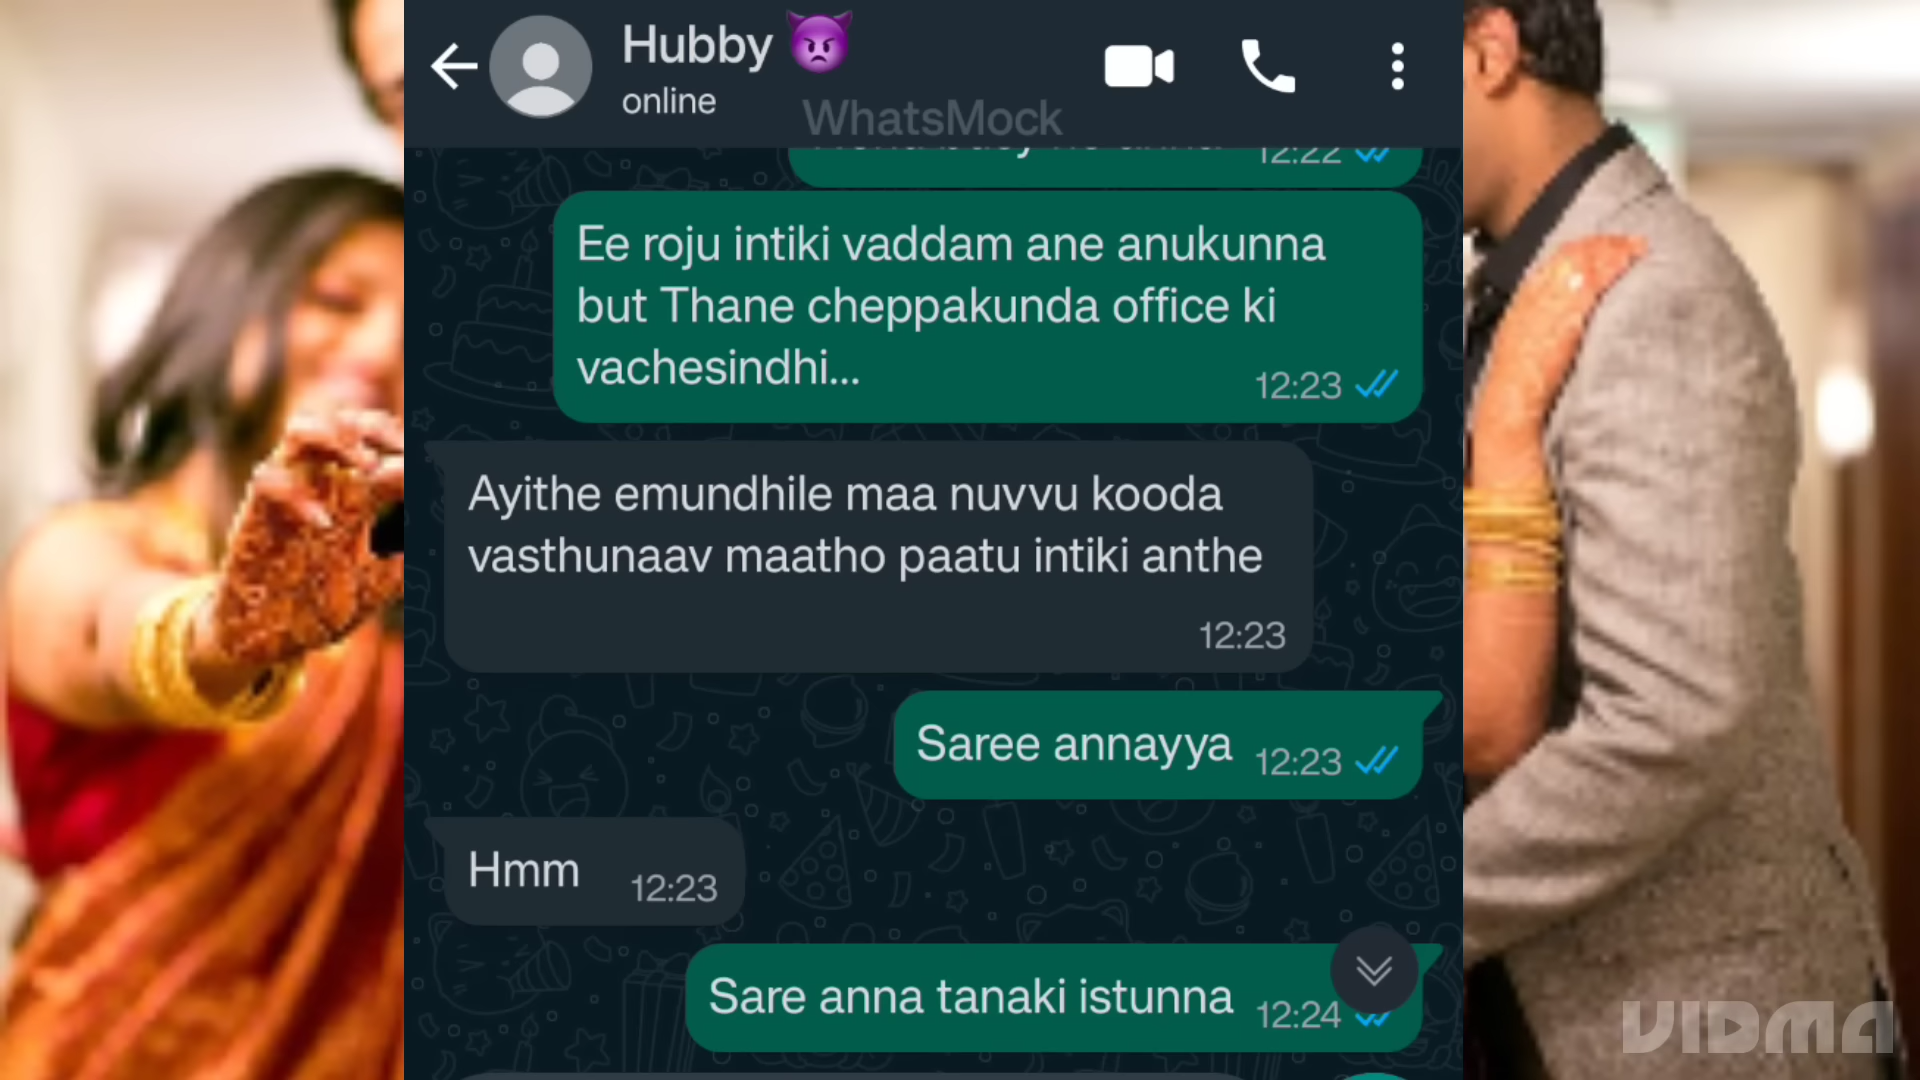 Hubby 👿
online
WhatsMock
12:22
Ee roju intiki vaddam ane anukunna
but Thane cheppakunda office ki
vachesindhi...
12:23
Ayithe emundhile maa nuvvu kooda
vasthunaav maatho paatu intiki anthe
12:23
Saree annayya 12:23
Hmm 12:23
Sare anna tanaki istunna 12:24
VIDMA